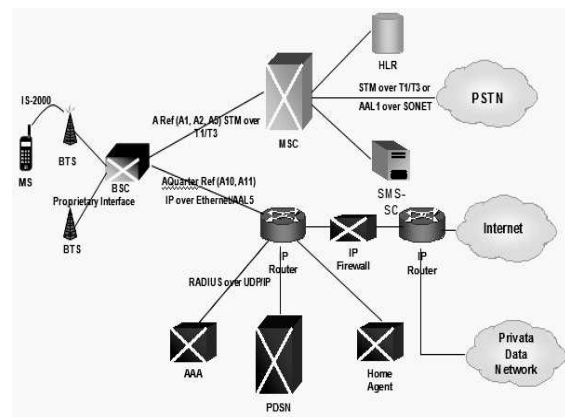 HLR
IS-2000
STM over T1/T3 or
AAL1 over SONET
PSTN
A Ref (A1, A2, A5) STM over
T1/T3
MSC
BTS
MS
BSC
AQuarter Ref (A10, A11)
SMS-
SC
Proprietary Interface
IP over Ethernet/AAL5
BTS
Internet
IP
Router
IP
Firewall
IP
Router
RADIUS over UDP/IP
AAA
PDSN
Home
Agent
Privata
Data
Network